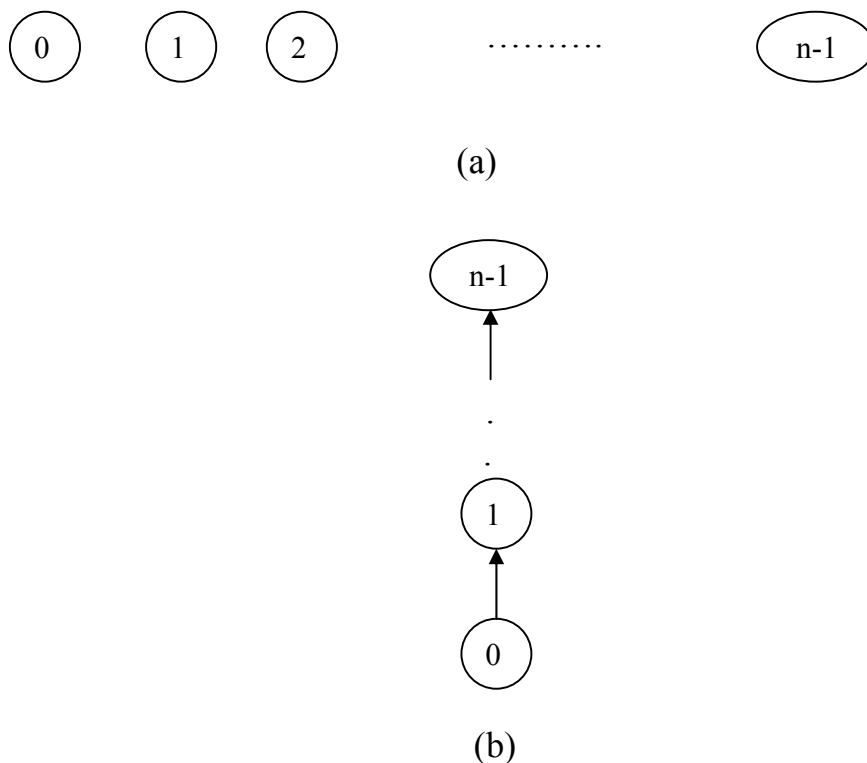 0 1 2 .......... n-1
(a)
n-1
.
.
1
0
(b)